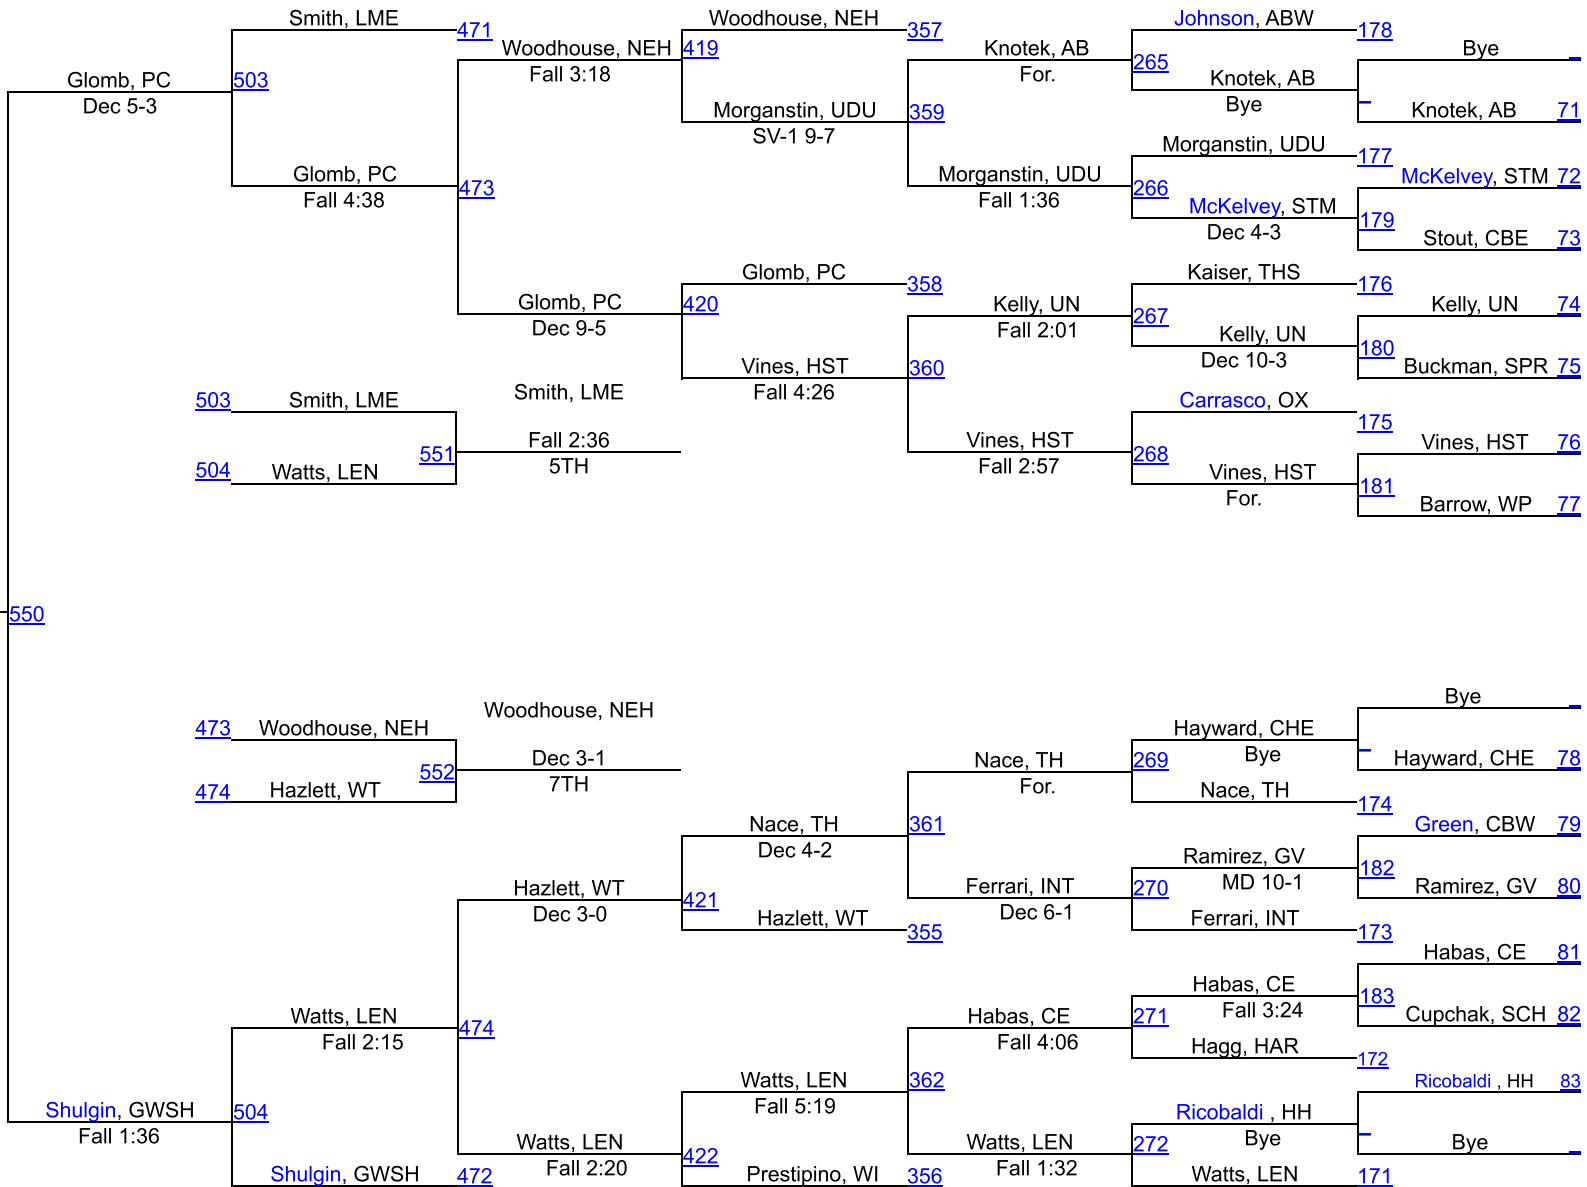 Smith, LME
471
Woodhouse, NEH
357
Johnson, ABW
178
Glomb, PC
503
Dec 5-3
Woodhouse, NEH
419
Fall 3:18
Knotek, AB
265
For.
Knotek, AB
Bye
Bye
Knotek, AB
71
Morganstin, UDU
359
SV-1 9-7
Morganstin, UDU
177
Glomb, PC
473
Fall 4:38
Morganstin, UDU
266
Fall 1:36
McKelvey, STM
72
McKelvey, STM
179
Dec 4-3
Stout, CBE
73
Glomb, PC
358
Kaiser, THS
176
Glomb, PC
420
Dec 9-5
Kelly, UN
267
Fall 2:01
Kelly, UN
74
Kelly, UN
180
Dec 10-3
Vines, HST
360
Fall 4:26
Buckman, SPR
75
503
Smith, LME
Smith, LME
Carrasco, OX
175
551
Fall 2:36
5TH
Vines, HST
268
Fall 2:57
Vines, HST
76
504
Watts, LEN
Vines, HST
181
For.
Barrow, WP
77
550
473
Woodhouse, NEH
Woodhouse, NEH
Hayward, CHE
Bye
Bye
552
Dec 3-1
7TH
Nace, TH
269
For.
Hayward, CHE
78
474
Hazlett, WT
Nace, TH
174
Nace, TH
361
Dec 4-2
Green, CBW
79
Ramirez, GV
182
MD 10-1
Hazlett, WT
421
Dec 3-0
Ferrari, INT
270
Dec 6-1
Ramirez, GV
80
Hazlett, WT
355
Ferrari, INT
173
Habas, CE
81
Habas, CE
183
Fall 3:24
Watts, LEN
474
Fall 2:15
Habas, CE
271
Fall 4:06
Cupchak, SCH
82
Hagg, HAR
172
Watts, LEN
362
Fall 5:19
Ricobaldi , HH
83
Shulgin, GWSH
504
Fall 1:36
Ricobaldi , HH
Bye
Watts, LEN
422
Fall 2:20
Watts, LEN
272
Fall 1:32
Bye
Shulgin, GWSH
472
Prestipino, WI
356
Watts, LEN
171